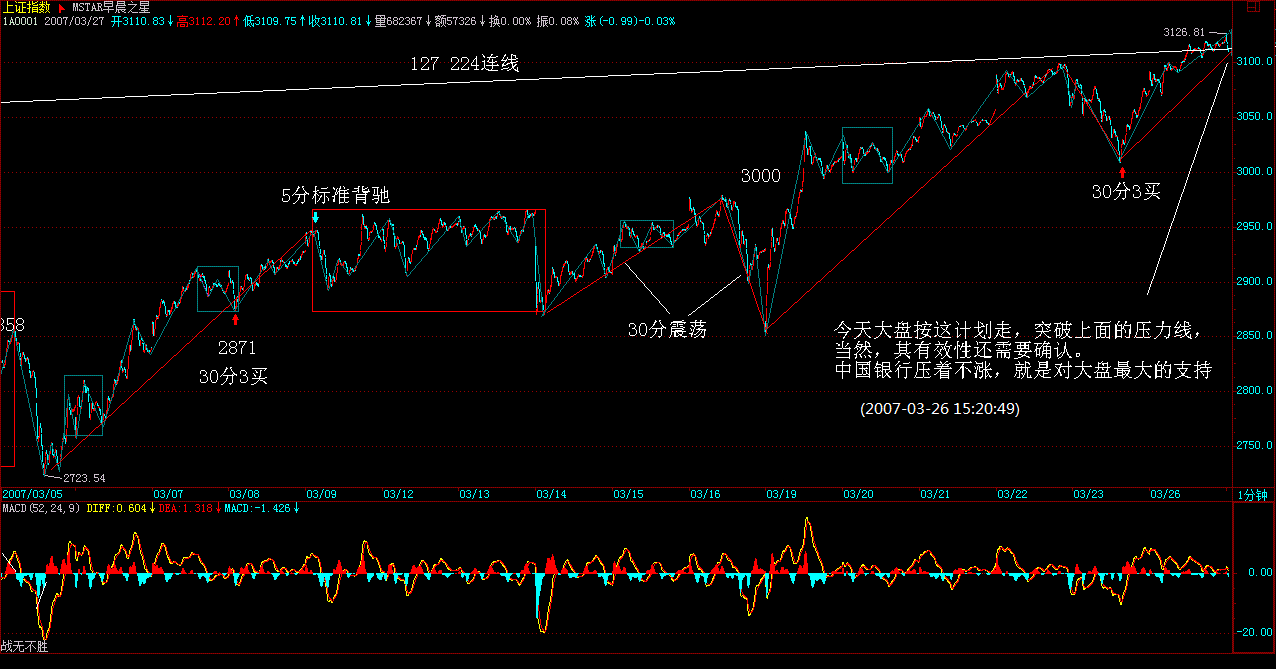 上证指数 MSTAR早晨之星
1A0001 2007/03/27 开3110.83↓高3112.20↑低3109.75↑收3110.81↓量682367↓额57326↓换0.00% 振0.08% 涨(-0.99)-0.03%
3126.81
127 224连线
3100.0
3050.0
3000.0
2950.0
2900.0
2850.0
2800.0
2750.0
5分标准背驰
3000
30分3买
358
30分震荡
2871
30分3买
今天大盘按这计划走，突破上面的压力线，
当然，其有效性还需要确认。
中国银行压着不涨，就是对大盘最大的支持
(2007-03-26 15:20:49)
2723.54
2007/03/05 03/07 03/08 03/09 03/12 03/13 03/14 03/15 03/16 03/19 03/20 03/21 03/22 03/23 03/26 1分钟
MACD(52,24,9) DIFF:0.604↓DEA:1.318↓MACD:-1.426↓
0.00
-20.00
战无不胜